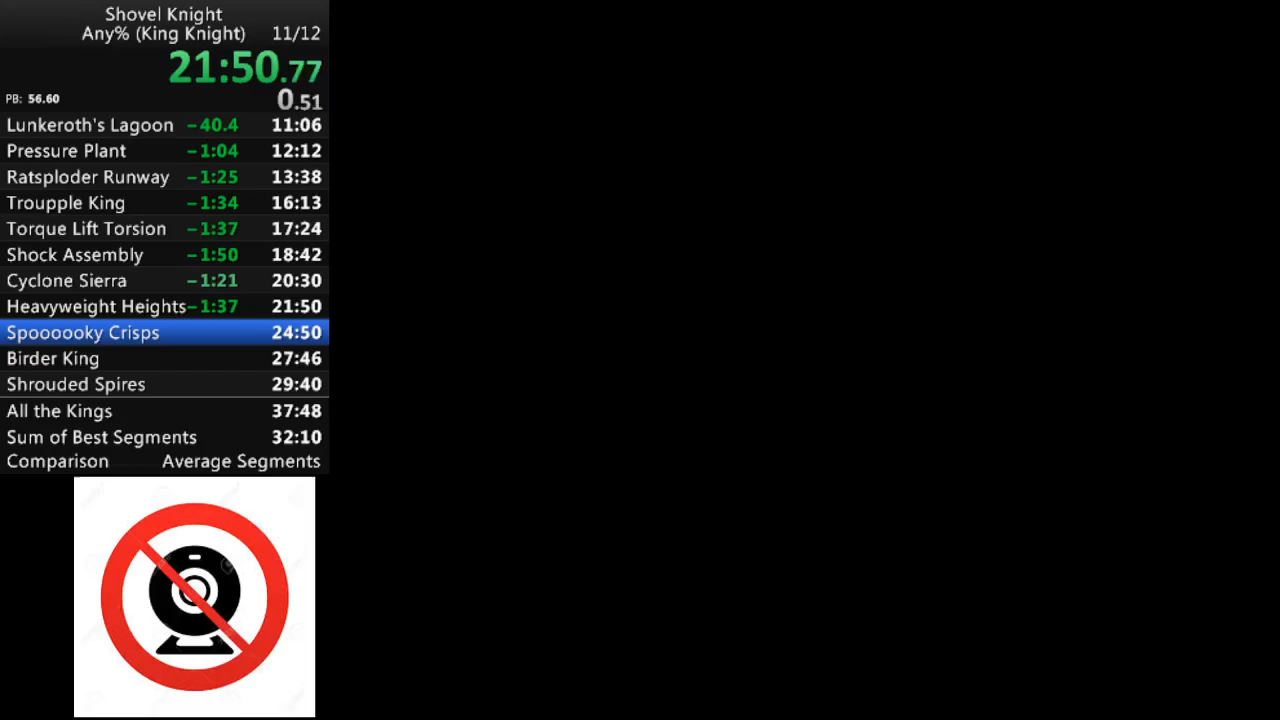 Shovel Knight
Any% (King Knight) 11/12
21:50.77
PB: 56.60 0.51
Lunkeroth's Lagoon −40.4 11:06
Pressure Plant −1:04 12:12
Ratsploder Runway −1:25 13:38
Troupple King −1:34 16:13
Torque Lift Torsion −1:37 17:24
Shock Assembly −1:50 18:42
Cyclone Sierra −1:21 20:30
Heavyweight Heights −1:37 21:50
Spoooooky Crisps 24:50
Birder King 27:46
Shrouded Spires 29:40
All the Kings 37:48
Sum of Best Segments 32:10
Comparison Average Segments